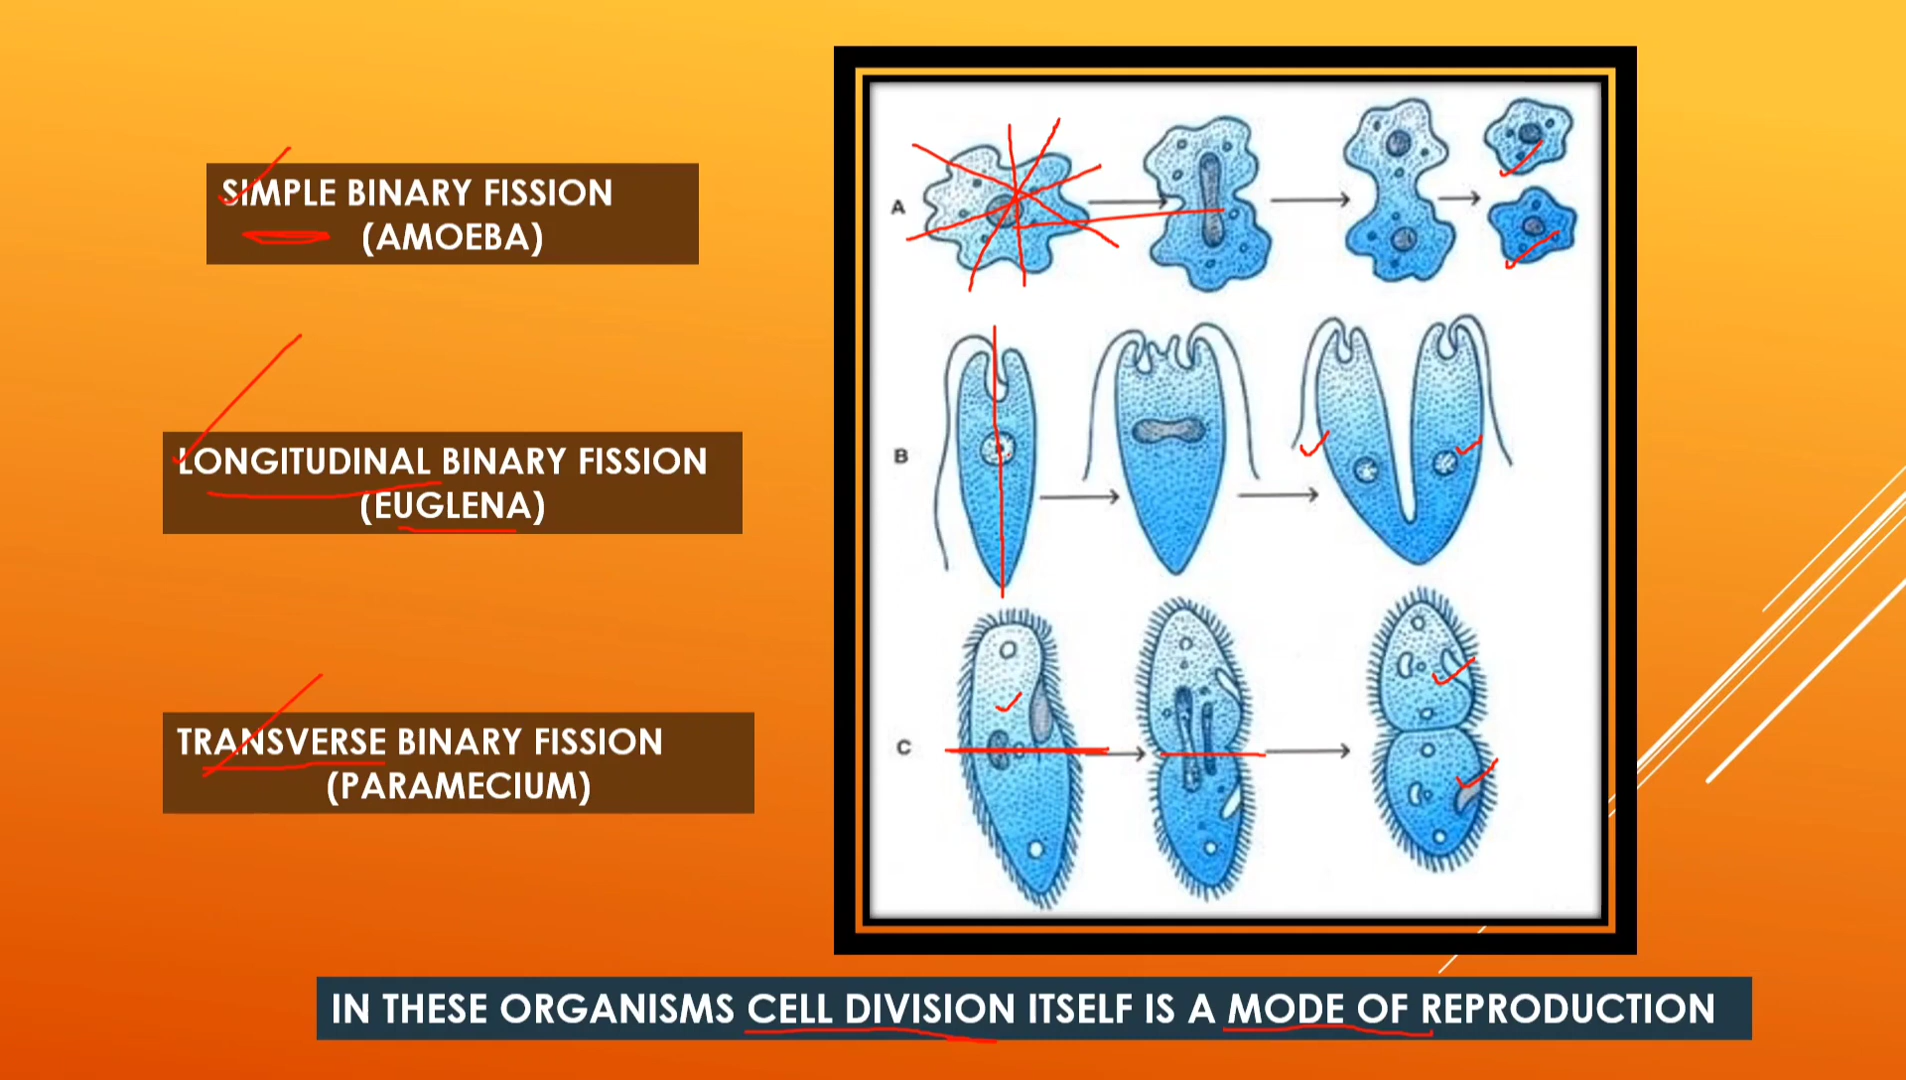 SIMPLE BINARY FISSION
(AMOEBA)
LONGITUDINAL BINARY FISSION
(EUGLENA)
TRANSVERSE BINARY FISSION
(PARAMECIUM)
A
B
C
IN THESE ORGANISMS CELL DIVISION ITSELF IS A MODE OF REPRODUCTION